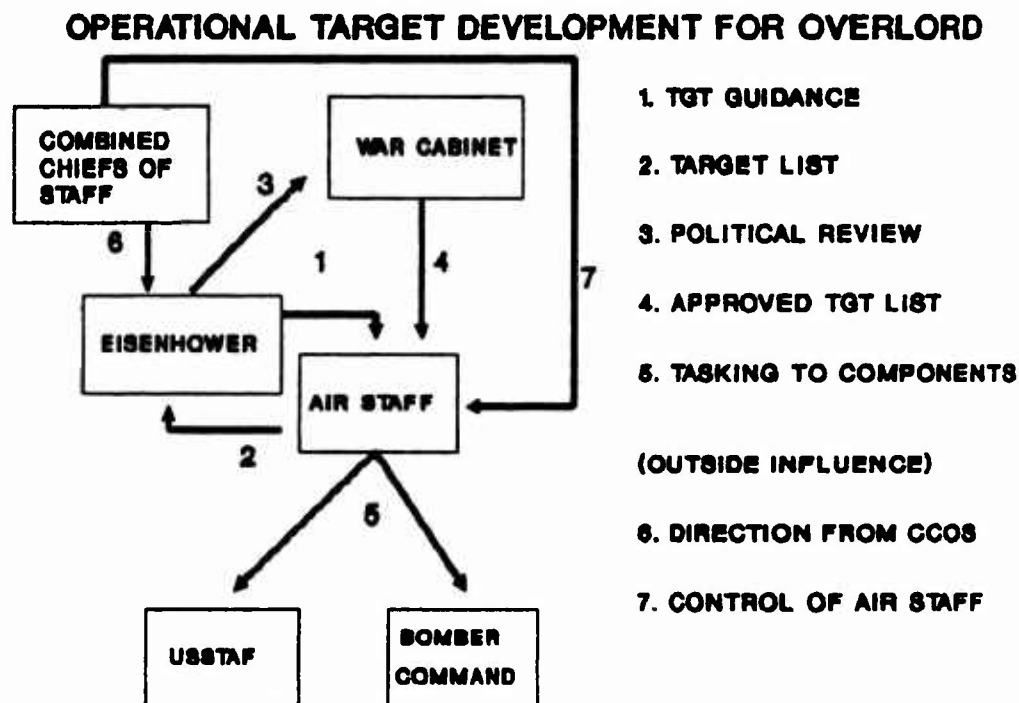 OPERATIONAL TARGET DEVELOPMENT FOR OVERLORD
COMBINED
CHIEFS OF
STAFF
WAR CABINET
3
6
1
4
7
EISENHOWER
AIR STAFF
2
5
USSTAF
BOMBER
COMMAND
1. TGT GUIDANCE
2. TARGET LIST
3. POLITICAL REVIEW
4. APPROVED TGT LIST
5. TASKING TO COMPONENTS
(OUTSIDE INFLUENCE)
6. DIRECTION FROM CCOS
7. CONTROL OF AIR STAFF